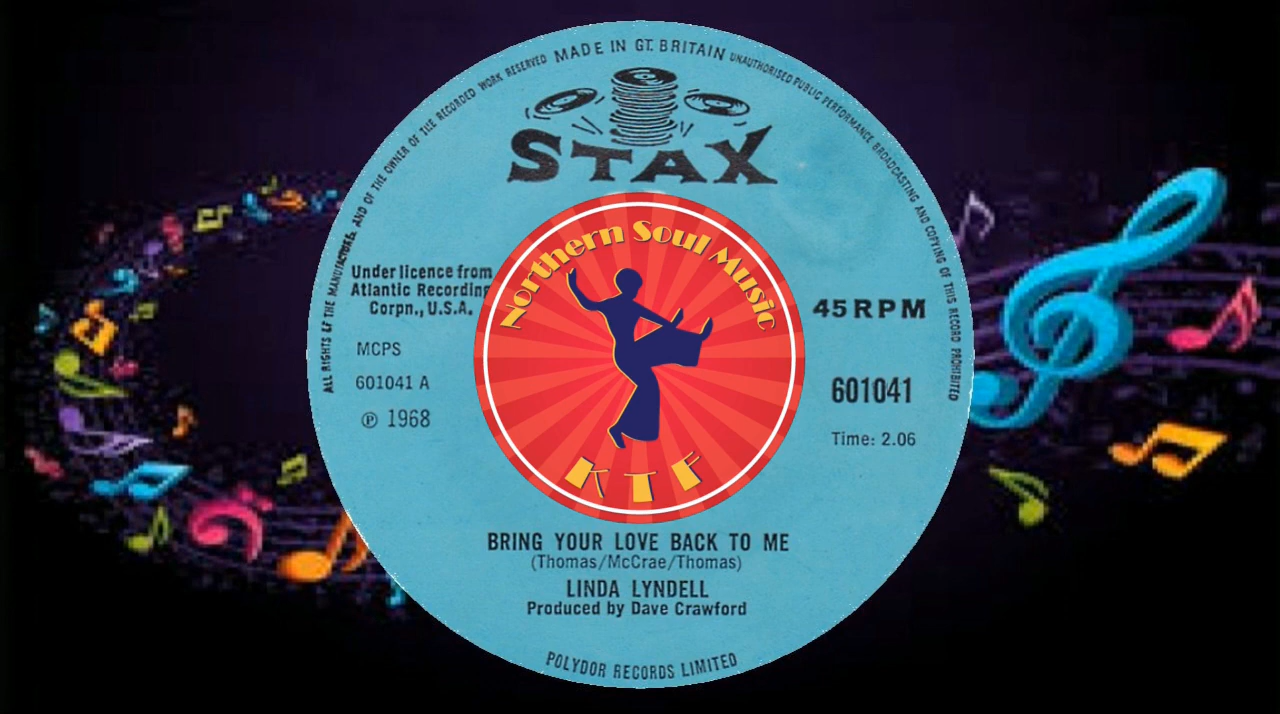 MADE IN GT. BRITAIN
UNAUTHORISED PUBLIC PERFORMANCE BROADCASTING AND COPYING OF THIS RECORD PROHIBITED
ALL RIGHTS OF THE MANUFACTURER AND OF THE OWNER OF THE RECORDED WORK RESERVED
STAX
Under licence from
Atlantic Recording
Corpn., U.S.A.
MCPS
601041 A
℗ 1968
Northern Soul Music
KTF
45 RPM
601041
Time: 2.06
BRING YOUR LOVE BACK TO ME
(Thomas/McCrae/Thomas)
LINDA LYNDELL
Produced by Dave Crawford
POLYDOR RECORDS LIMITED